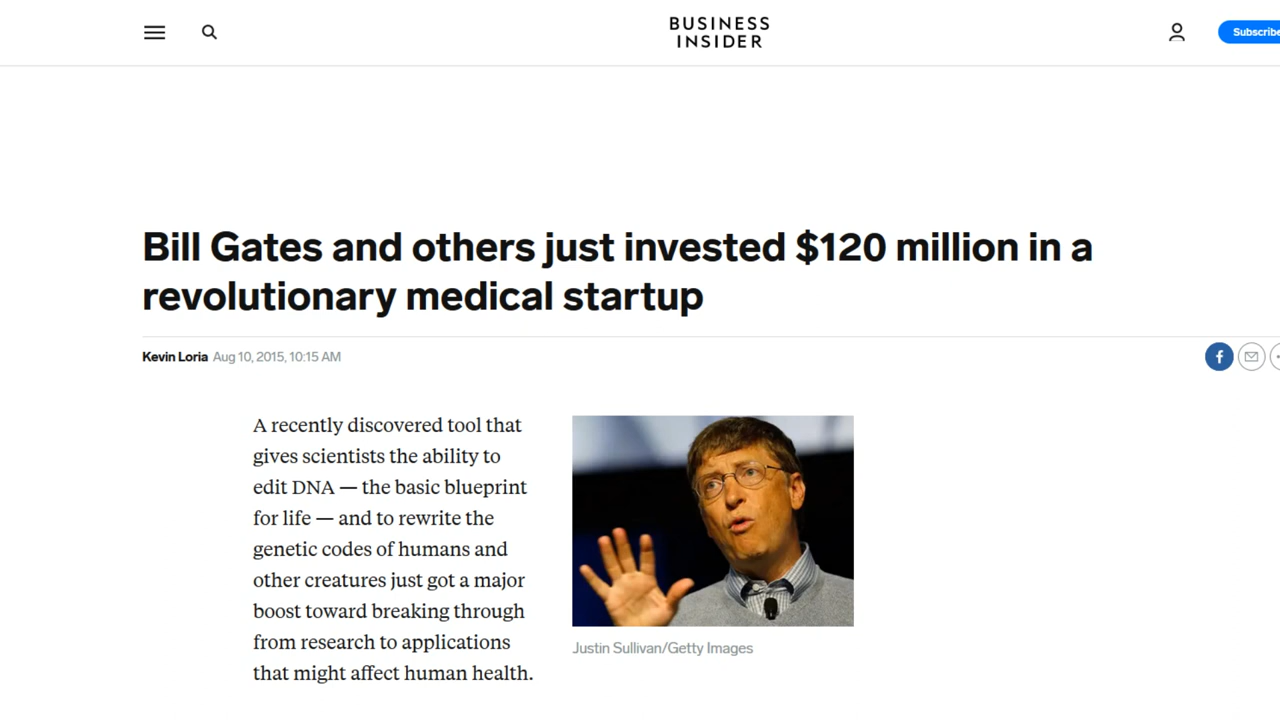 BUSINESS
INSIDER
Subscribe
Bill Gates and others just invested $120 million in a
revolutionary medical startup
Kevin Loria Aug 10, 2015, 10:15 AM
A recently discovered tool that
gives scientists the ability to
edit DNA — the basic blueprint
for life — and to rewrite the
genetic codes of humans and
other creatures just got a major
boost toward breaking through
from research to applications
that might affect human health.
Justin Sullivan/Getty Images